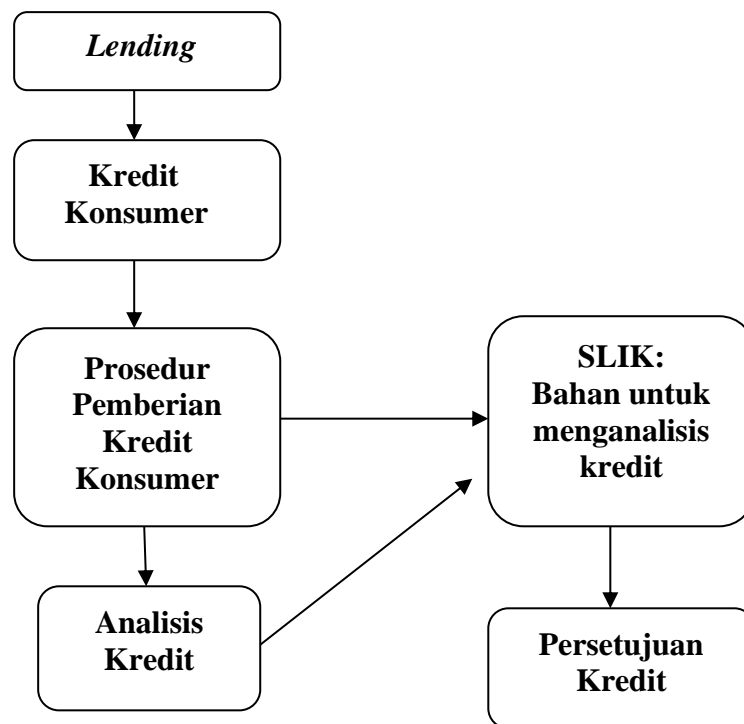 Lending
Kredit
Konsumer
Prosedur
Pemberian
Kredit
Konsumer
SLIK:
Bahan untuk
menganalisis
kredit
Analisis
Kredit
Persetujuan
Kredit